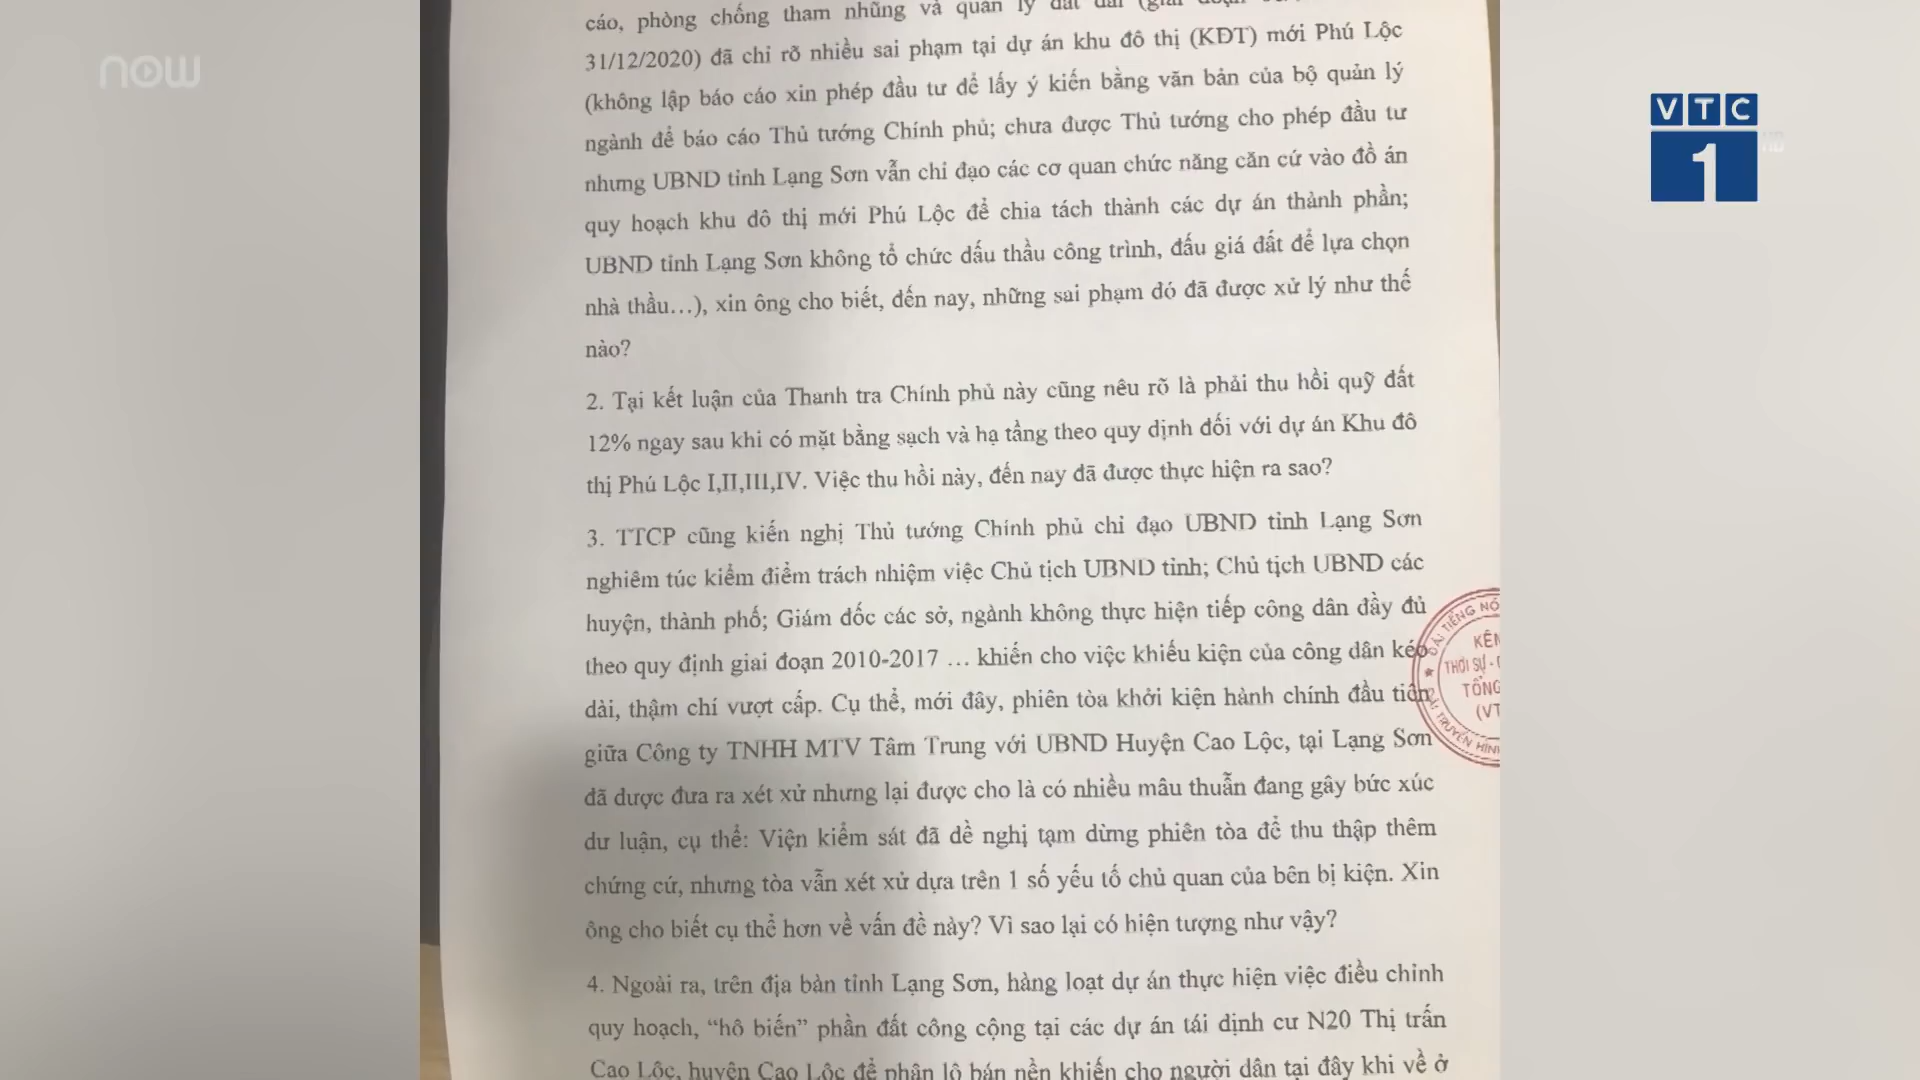 now
VTC
1
HD
cáo, phòng chống tham nhũng và quản lý đất đai (giai đoạn
31/12/2020) đã chỉ rõ nhiều sai phạm tại dự án khu đô thị (KĐT) mới Phú Lộc
(không lập báo cáo xin phép đầu tư để lấy ý kiến bằng văn bản của bộ quản lý
ngành để báo cáo Thủ tướng Chính phủ; chưa được Thủ tướng cho phép đầu tư
nhưng UBND tỉnh Lạng Sơn vẫn chỉ đạo các cơ quan chức năng căn cứ vào đồ án
quy hoạch khu đô thị mới Phú Lộc để chia tách thành các dự án thành phần;
UBND tỉnh Lạng Sơn không tổ chức đấu thầu công trình, đấu giá đất để lựa chọn
nhà thầu...), xin ông cho biết, đến nay, những sai phạm đó đã được xử lý như thế
nào?
2. Tại kết luận của Thanh tra Chính phủ này cũng nêu rõ là phải thu hồi quỹ đất
12% ngay sau khi có mặt bằng sạch và hạ tầng theo quy định đối với dự án Khu đô
thị Phú Lộc I,II,III,IV. Việc thu hồi này, đến nay đã được thực hiện ra sao?
3. TTCP cũng kiến nghị Thủ tướng Chính phủ chỉ đạo UBND tỉnh Lạng Sơn
nghiêm túc kiểm điểm trách nhiệm việc Chủ tịch UBND tỉnh; Chủ tịch UBND các
huyện, thành phố; Giám đốc các sở, ngành không thực hiện tiếp công dân đầy đủ
theo quy định giai đoạn 2010-2017 ... khiến cho việc khiếu kiện của công dân kéo
dài, thậm chí vượt cấp. Cụ thể, mới đây, phiên tòa khởi kiện hành chính đầu tiên
giữa Công ty TNHH MTV Tâm Trung với UBND Huyện Cao Lộc, tại Lạng Sơn
đã được đưa ra xét xử nhưng lại được cho là có nhiều mâu thuẫn đang gây bức xúc
dư luận, cụ thể: Viện kiểm sát đã đề nghị tạm dừng phiên tòa để thu thập thêm
chứng cứ, nhưng tòa vẫn xét xử dựa trên 1 số yếu tố chủ quan của bên bị kiện. Xin
ông cho biết cụ thể hơn về vấn đề này? Vì sao lại có hiện tượng như vậy?
4. Ngoài ra, trên địa bàn tỉnh Lạng Sơn, hàng loạt dự án thực hiện việc điều chỉnh
quy hoạch, “hô biến” phần đất công cộng tại các dự án tái định cư N20 Thị trấn
Cao Lộc, huyện Cao Lộc để phân lô bán nền khiến cho người dân tại đây khi về ở
ĐÀI TIẾNG NÓ
KÊN
THỜI SỰ -
TỔNG
(VT
TRUYỀN HÌNH